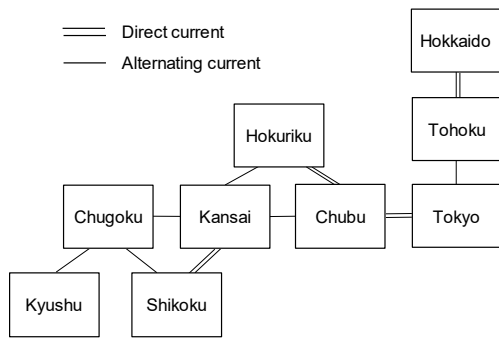 Direct current
Alternating current
Hokkaido
Tohoku
Hokuriku
Chugoku
Kansai
Chubu
Tokyo
Kyushu
Shikoku